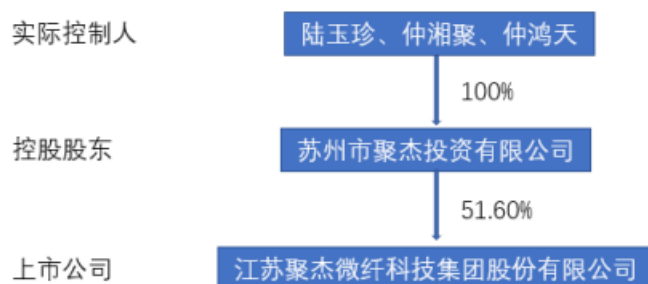 实际控制人
陆玉珍、仲湘聚、仲鸿天
100%
控股股东
苏州市聚杰投资有限公司
51.60%
上市公司
江苏聚杰微纤科技集团股份有限公司